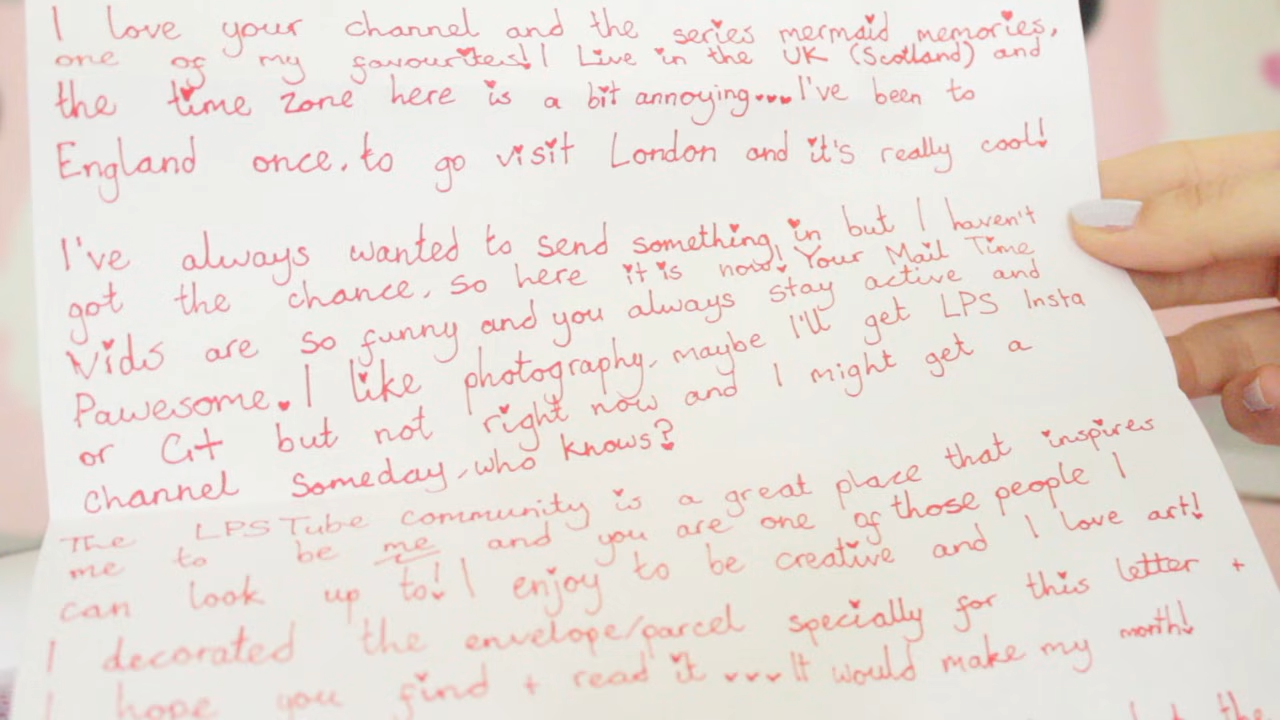 I love your channel and the series mermaid memories,
one of my favourites! I Live in the UK (Scotland) and
the time zone here is a bit annoying... I've been to
England once, to go visit London and it's really cool!
I've always wanted to send something in but I haven't
got the chance, so here it is now! Your Mail Time
Vids are so funny and you always stay active and
Pawesome. I like photography, maybe I'll get LPS Insta
or G+ but not right now and I might get a
channel someday, who knows?
The LPSTube community is a great place that inspires
me to be me and you are one of those people I
can look up to! I enjoy to be creative and I love art!
I decorated the envelope/parcel specially for this letter +
I hope you find + read it ... It would make my month!
the